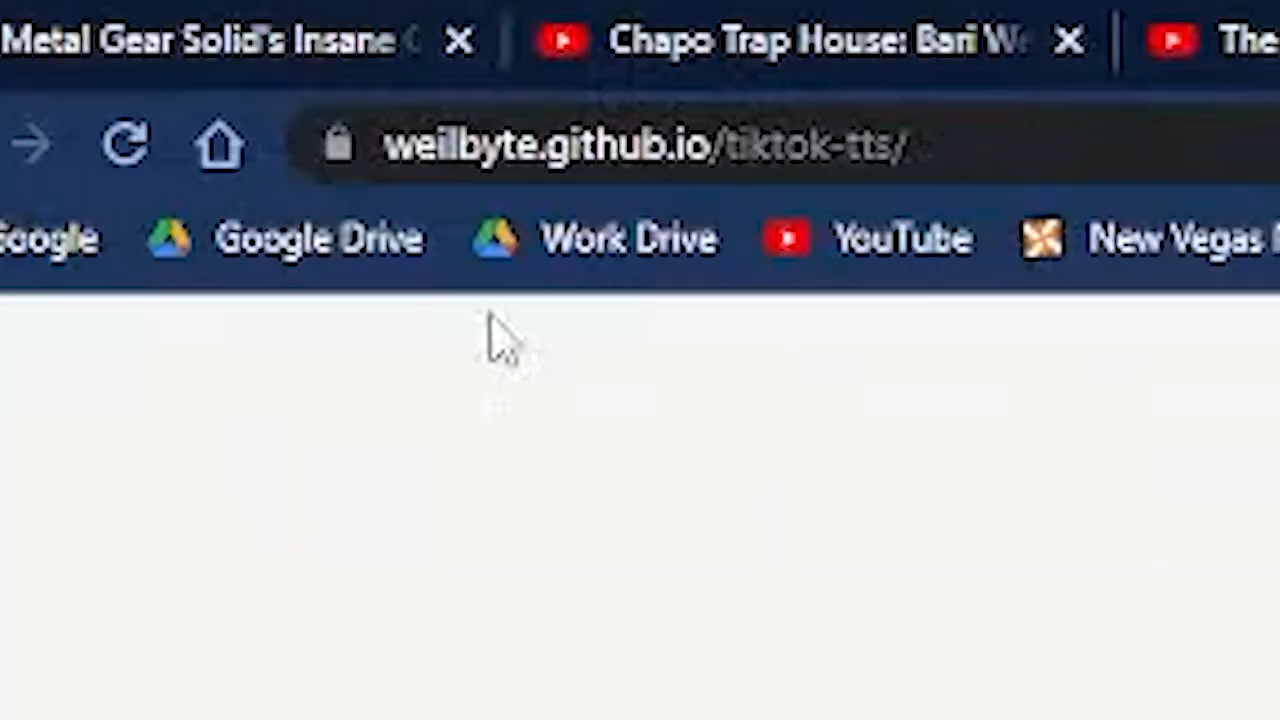 Metal Gear Solid's Insane
Chapo Trap House: Bari
The
weilbyte.github.io/tiktok-tts/
Google
Google Drive
Work Drive
YouTube
New Vegas